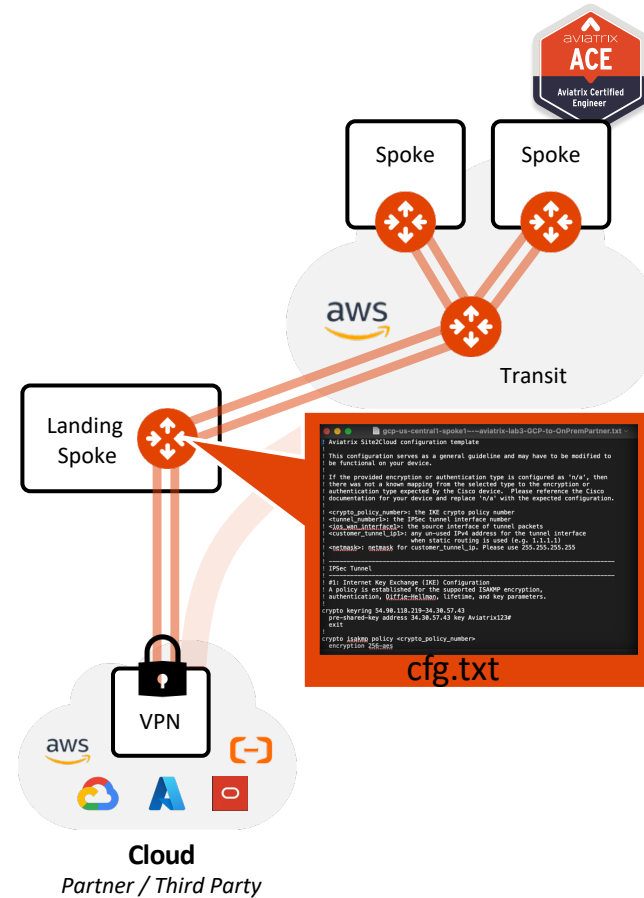 aviatrix
ACE
Aviatrix Certified
Engineer
Spoke
Spoke
aws
Transit
Landing
Spoke
gcp-us-central1-spoke1~-~aviatrix-lab3-GCP-to-OnPremPartner.txt
! Aviatrix Site2Cloud configuration template
!
! This configuration serves as a general guideline and may have to be modified to
! be functional on your device.
!
! If the provided encryption or authentication type is configured as 'n/a', then
! there was not a known mapping from the selected type to the encryption or
! authentication type expected by the Cisco device. Please reference the Cisco
! documentation for your device and replace 'n/a' with the expected configuration.
!
! <crypto_policy_number>: the IKE crypto policy number
! <tunnel_number1>: the IPSec tunnel interface number
! <ios_wan_interface1>: the source interface of tunnel packets
! <customer_tunnel_ip1>: any un-used IPv4 address for the tunnel interface
! when static routing is used (e.g. 1.1.1.1)
! <netmask>: netmask for customer_tunnel_ip. Please use 255.255.255.255
!
! IPSec Tunnel
! #1: Internet Key Exchange (IKE) Configuration
! A policy is established for the supported ISAKMP encryption,
! authentication, Diffie-Hellman, lifetime, and key parameters.
!
crypto keyring 54.90.118.219-34.30.57.43
pre-shared-key address 34.30.57.43 key Aviatrix123#
exit
!
crypto isakmp policy <crypto_policy_number>
encryption 256-aes
cfg.txt
VPN
aws
Cloud
Partner / Third Party